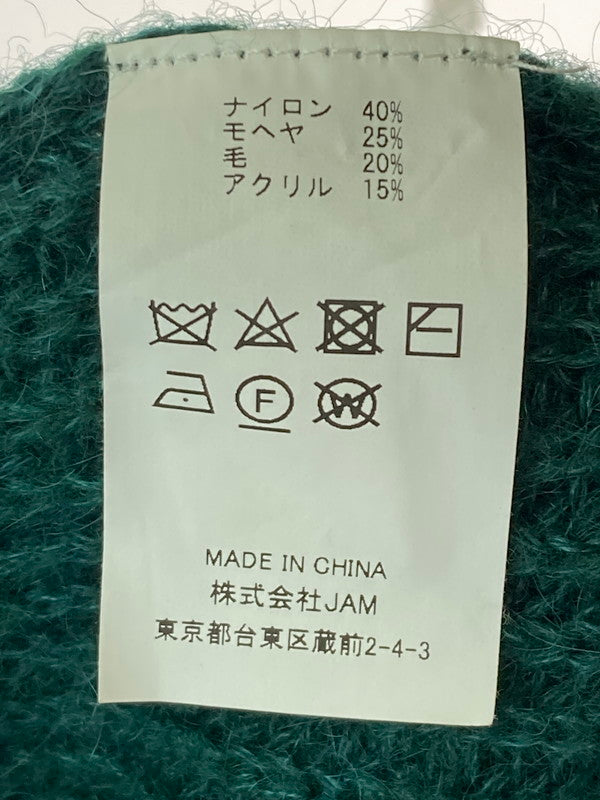 ナイロン 40%
モヘヤ 25%
毛 20%
アクリル 15%
F W
MADE IN CHINA
株式会社JAM
東京都台東区蔵前2-4-3